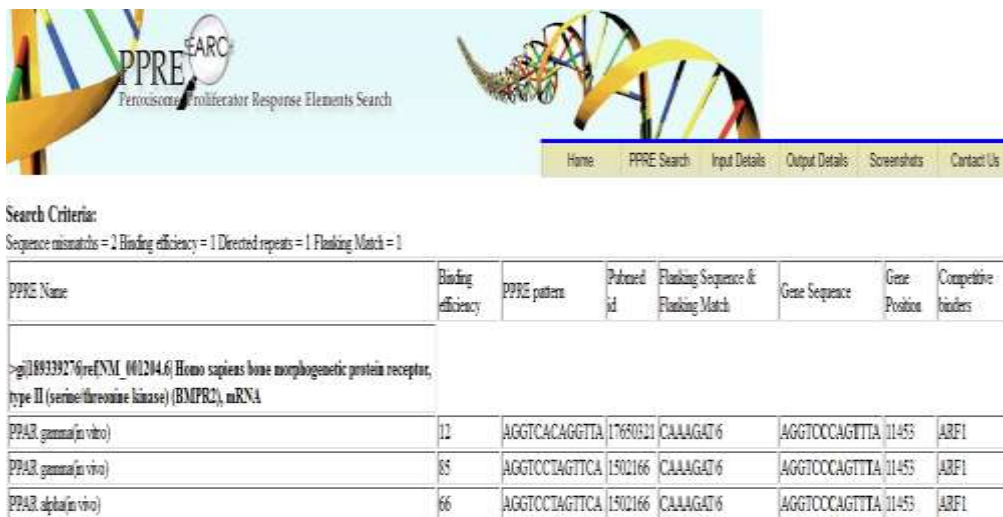 SEARCH
PPRE
Peroxisome Proliferator Response Elements Search
Home PPRE Search Input Details Output Details Screenshots Contact Us
Search Criteria:
Sequence mismatchs = 2 Binding efficiency = 1 Directed repeats = 1 Flanking Match = 1
PPRE Name Binding efficiency PPRE pattern Pubmed id Flanking Sequence & Flanking Match Gene Sequence Gene Position Competitive binders
>gi|189339276|ref|NM_001204.6| Homo sapiens bone morphogenetic protein receptor,
type II (serine/threonine kinase) (BMPR2), mRNA
PPAR gamma(in vitro) 12 AGGTCACAGGTTA 17650321 CAAAGAT/6 AGGTCCCAGTTTA 11453 ARF1
PPAR gamma(in vivo) 85 AGGTCCTAGTTCA 1502166 CAAAGAT/6 AGGTCCCAGTTTA 11453 ARF1
PPAR alpha(in vivo) 66 AGGTCCTAGTTCA 1502166 CAAAGAT/6 AGGTCCCAGTTTA 11453 ARF1